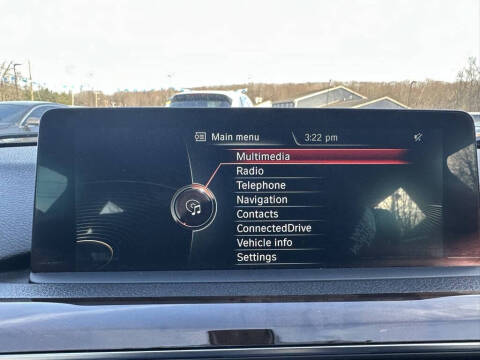 Main menu
3:22 pm
Multimedia
Radio
Telephone
Navigation
Contacts
ConnectedDrive
Vehicle info
Settings